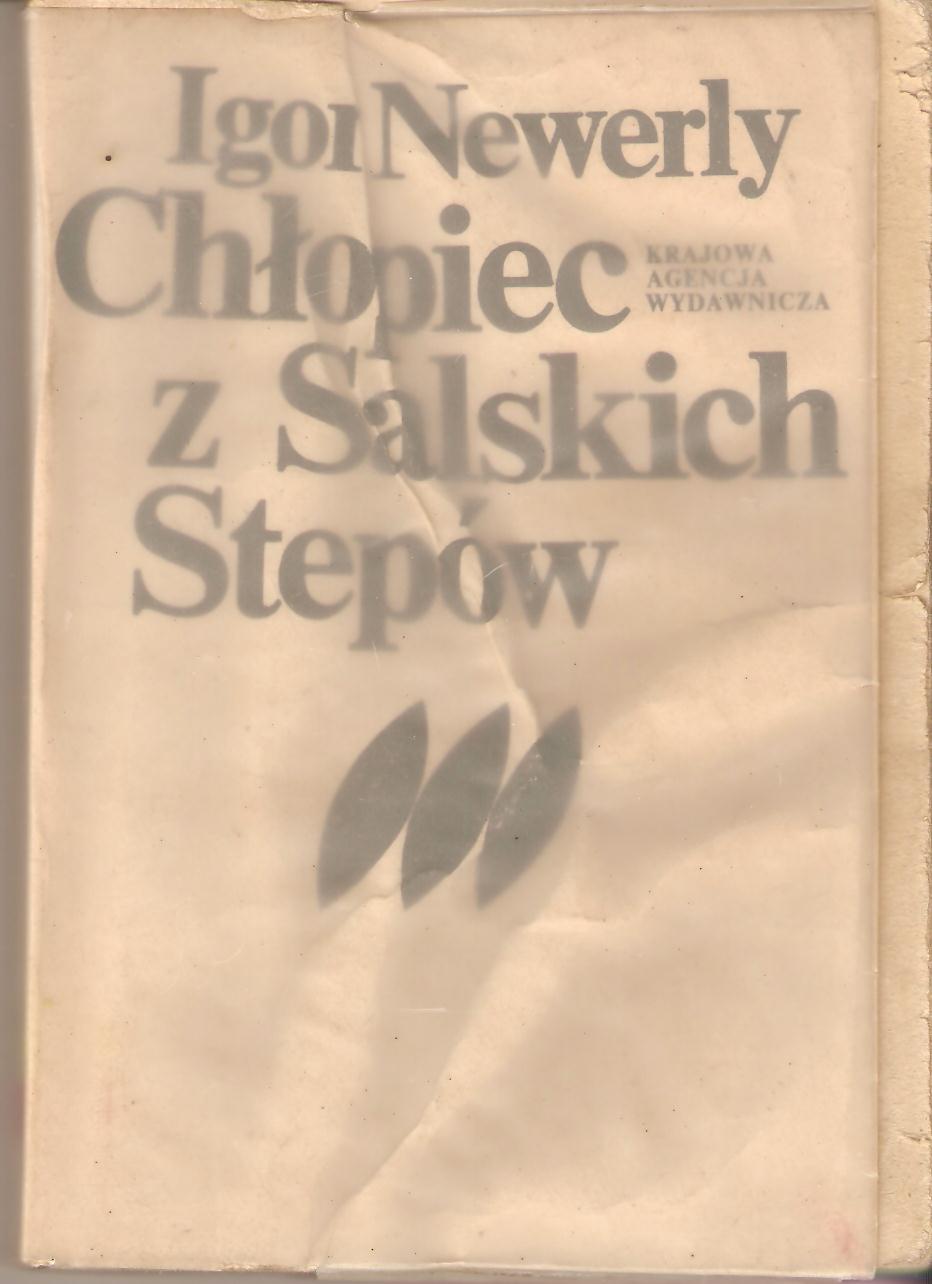 Igor Newerly
Chłopiec
KRAJOWA
AGENCJA
WYDAWNICZA
z Salskich
Stepów